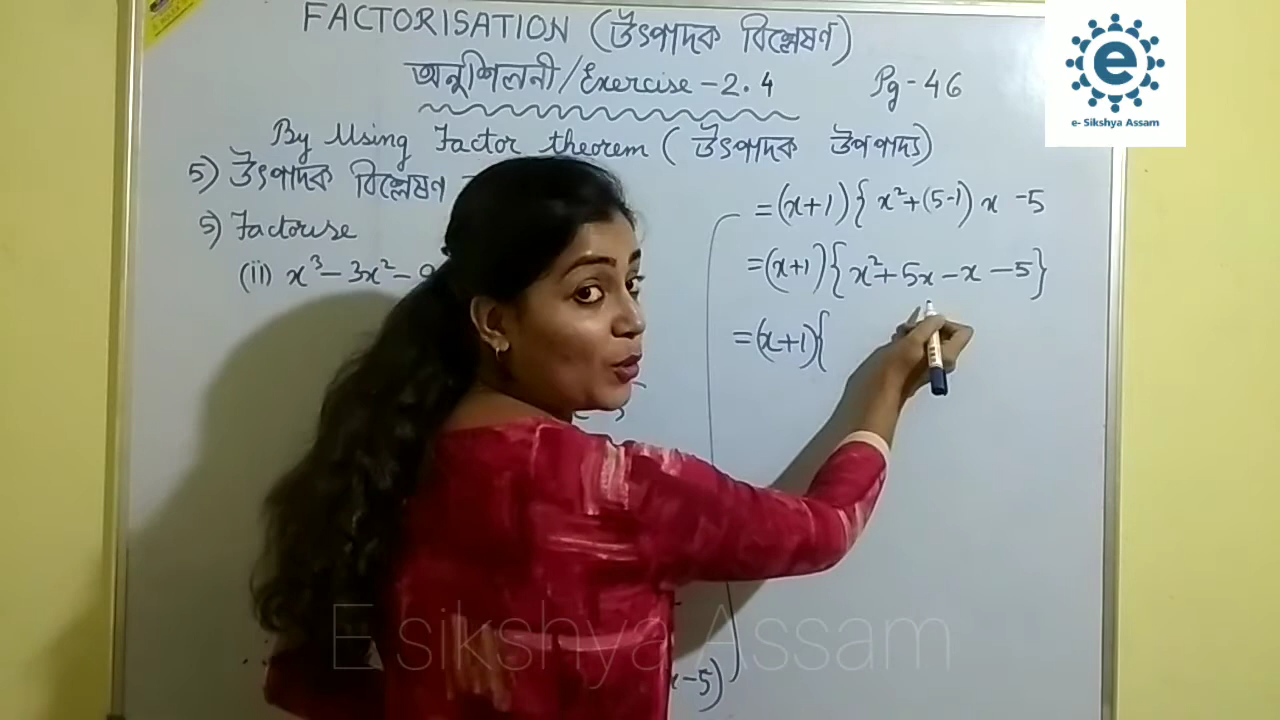 FACTORISATION (উৎপাদক বিশ্লেষণ)
অনুশিলনী/Exercise-2.4 Pg-46
By Using Factor theorem (উৎপাদক উপপাদ্য)
5) উৎপাদক বিশ্লেষণ
5) Factorise
(ii) x³-3x²-9
=(x+1){x²+(5-1)x-5
=(x+1){x²+5x-x-5}
=(x+1){
x-5)
e
e- Sikshya Assam
E sikshya Assam